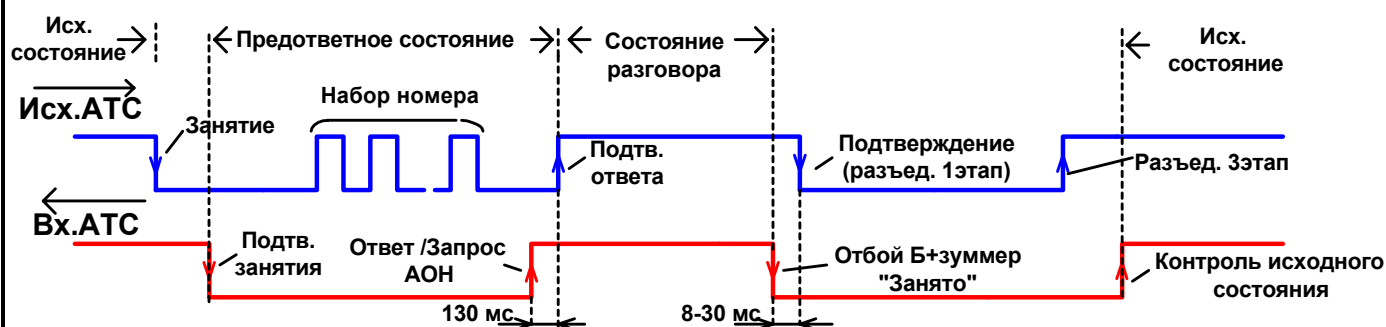 Исх.
состояние
Предответное состояние
Состояние
разговора
Исх.
состояние
Исх.АТС
Набор номера
Занятие
Подтв.
ответа
Подтверждение
(разъед. 1этап)
Разъед. 3этап
Вх.АТС
Подтв.
занятия
Ответ /Запрос
АОН
Отбой Б+зуммер
"Занято"
Контроль исходного
состояния
130 мс
8-30 мс